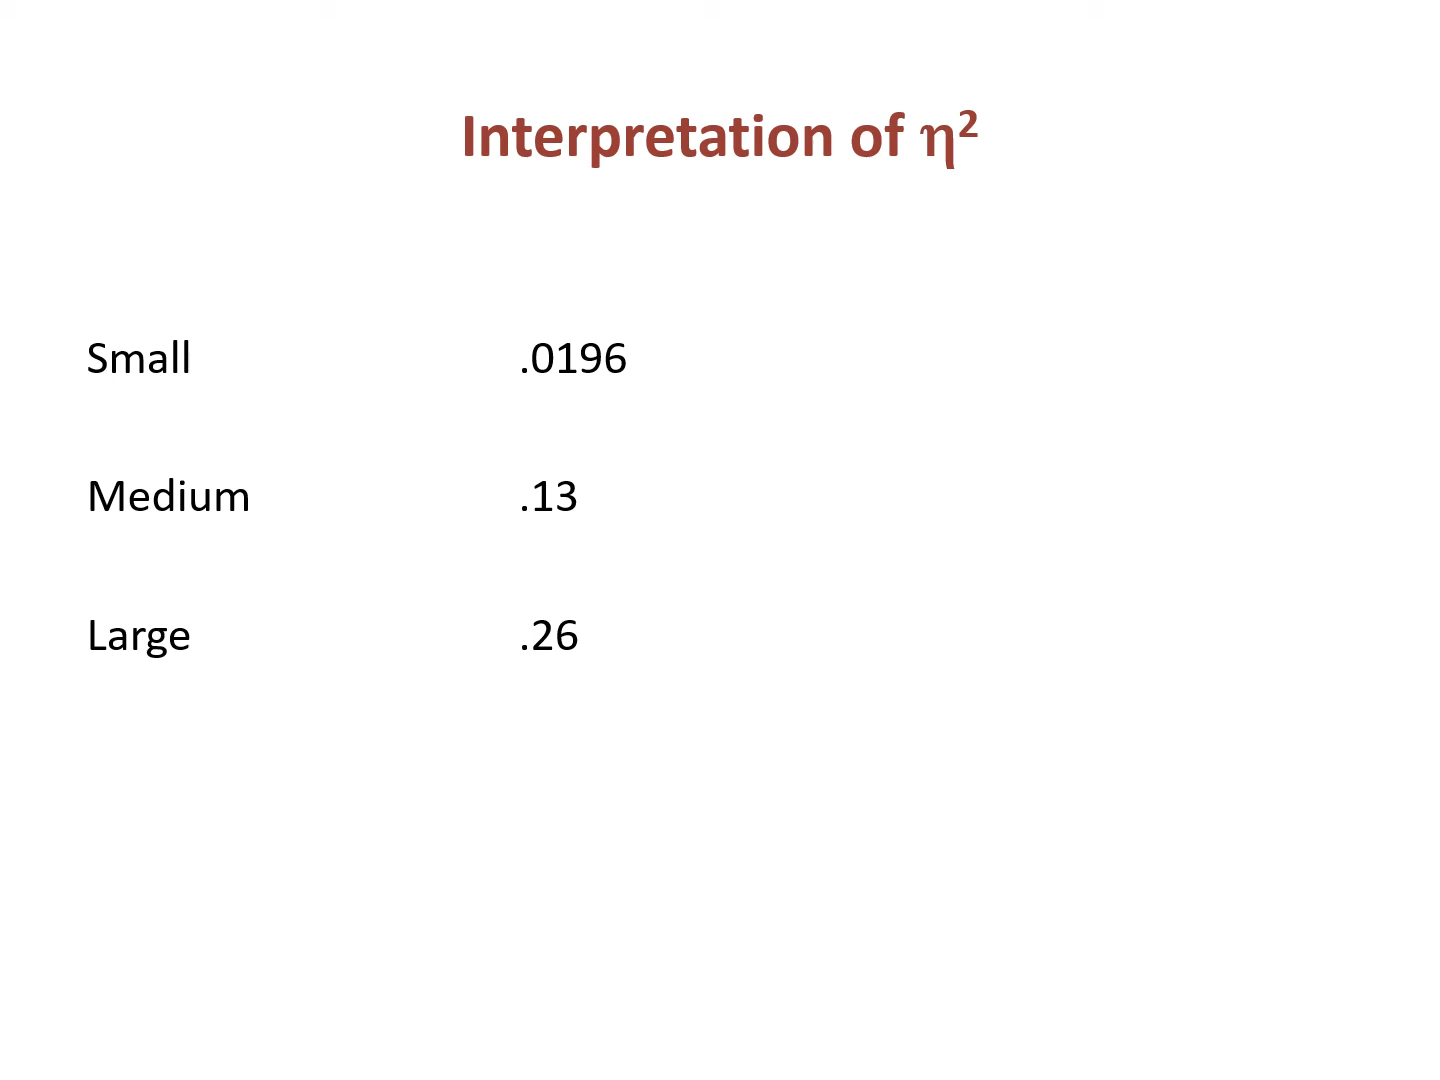 Interpretation of η²
Small .0196
Medium .13
Large .26